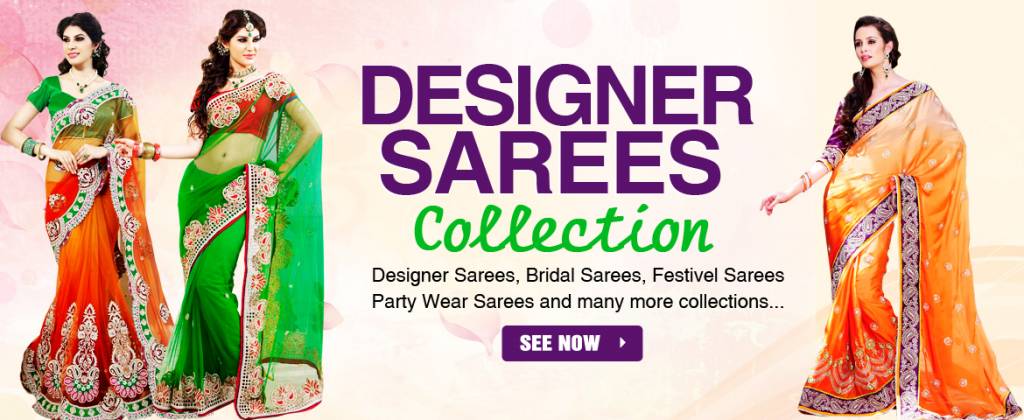 DESIGNER
SAREES
Collection
Designer Sarees, Bridal Sarees, Festivel Sarees
Party Wear Sarees and many more collections...
SEE NOW